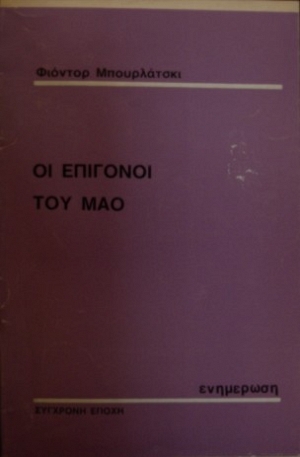 Φιόντορ Μπουρλάτσκι
ΟΙ ΕΠΙΓΟΝΟΙ
ΤΟΥ ΜΑΟ
ενημερωση
ΣΥΓΧΡΟΝΗ ΕΠΟΧΗ